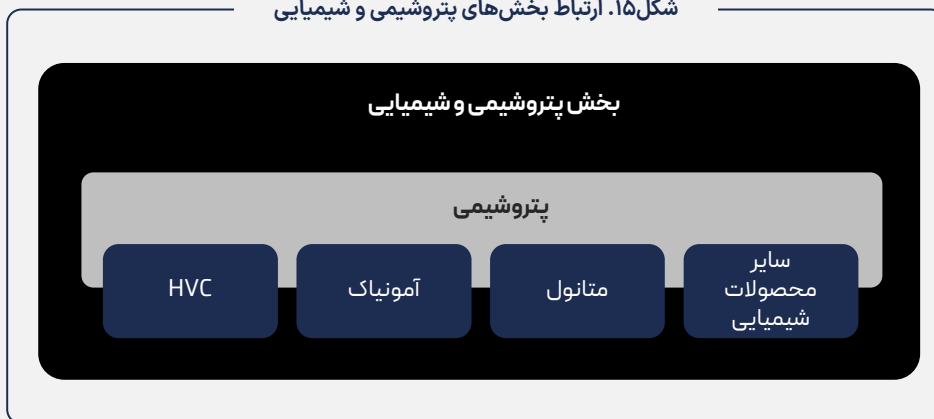 شکل۱۵. ارتباط بخش‌های پتروشیمی و شیمیایی
بخش پتروشیمی و شیمیایی
پتروشیمی
سایر
محصولات
شیمیایی
متانول
آمونیاک
HVC